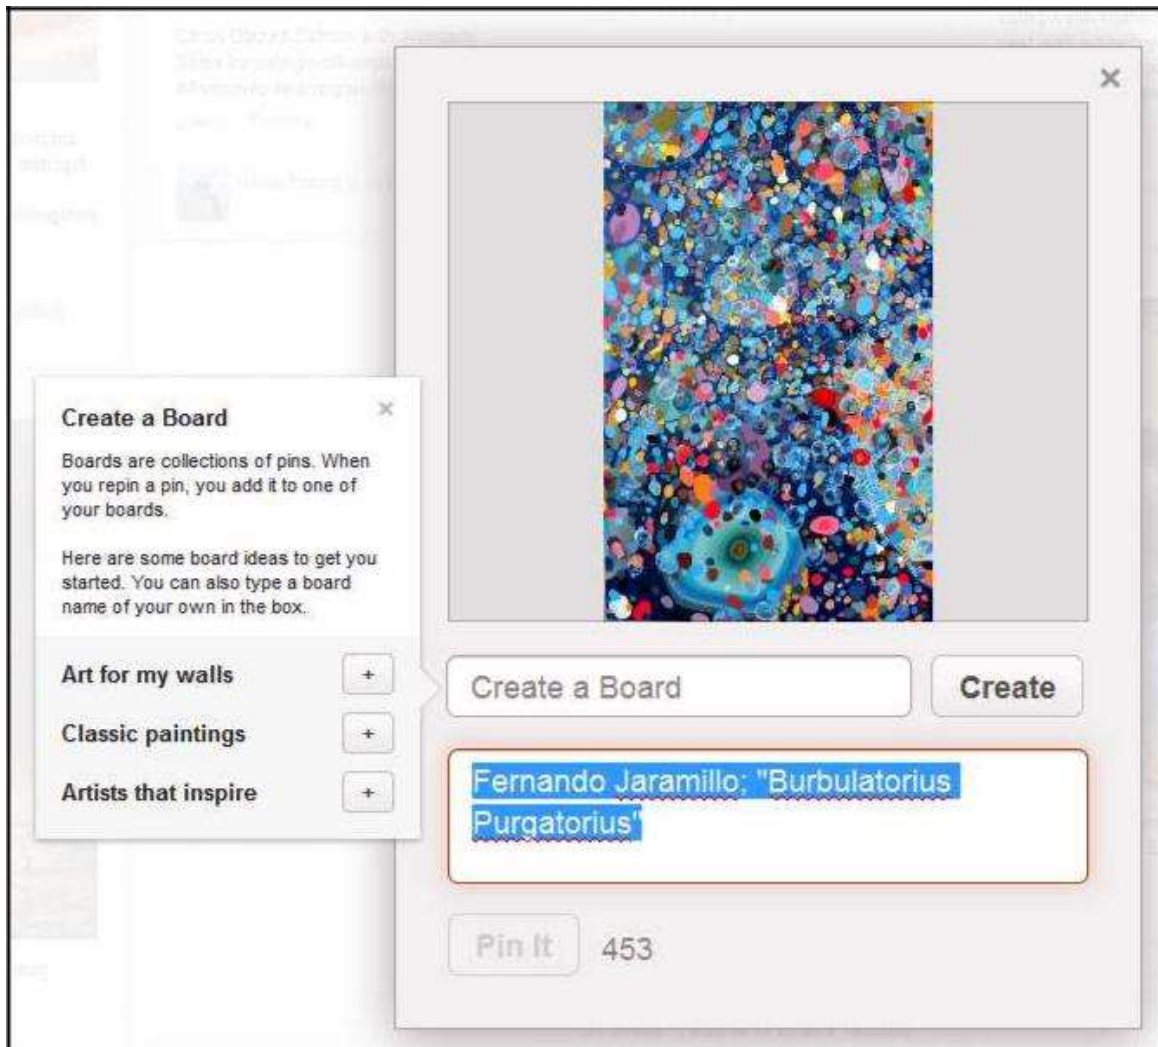 Create a Board
Boards are collections of pins. When
you repin a pin, you add it to one of
your boards.
Here are some board ideas to get you
started. You can also type a board
name of your own in the box.
Art for my walls
+
Classic paintings
+
Artists that inspire
+
Create a Board
Create
Fernando Jaramillo; "Burbulatorius
Purgatorius"
Pin It
453